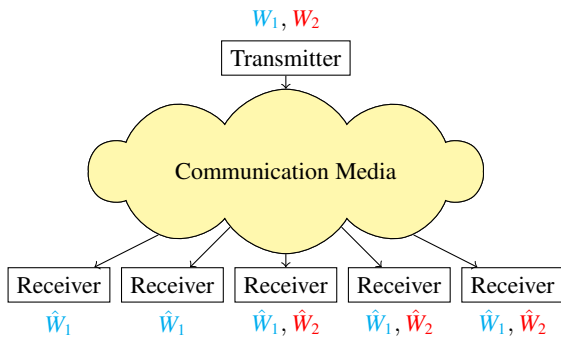 W₁, W₂
Transmitter
Communication Media
Receiver Receiver Receiver Receiver Receiver
Ŵ₁ Ŵ₁ Ŵ₁, Ŵ₂ Ŵ₁, Ŵ₂ Ŵ₁, Ŵ₂